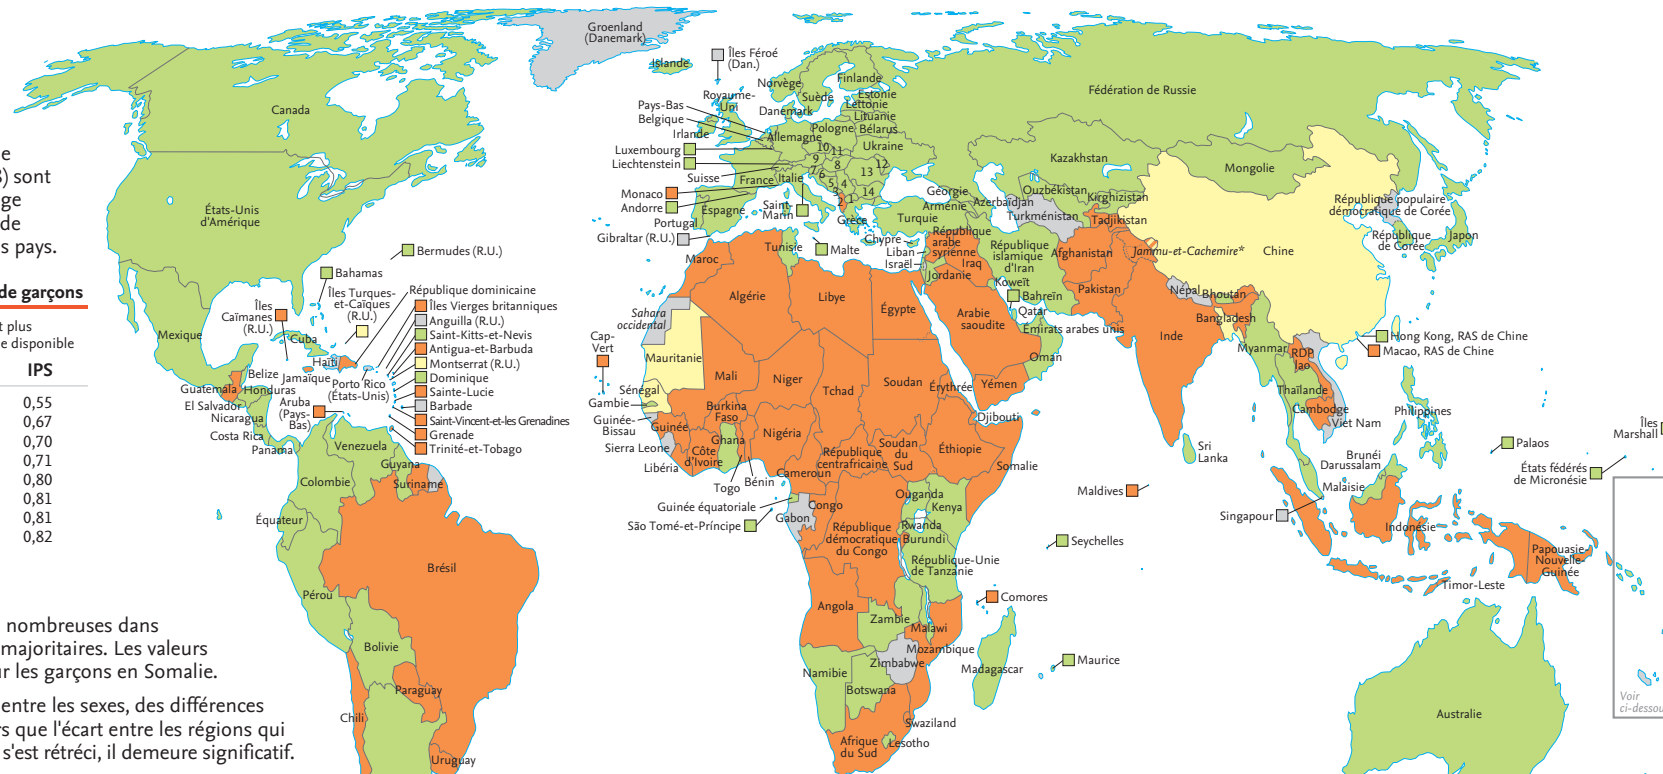 Groenland
(Danemark)
Îles Féroé
(Dan.)
Islande
Norvège
Finlande
Suède
Estonie
Lettonie
Lituanie
Royaume-
Uni
Danemark
Pays-Bas
Belgique
Irlande
Pologne
Bélarus
Allemagne
Ukraine
Luxembourg
Liechtenstein
Suisse
France
Italie
10
11
9
8
12
7
6
13
5
4
14
3
2
1
Monaco
Andorre
Espagne
Saint-
Marin
Portugal
Grèce
Gibraltar (R.U.)
Fédération de Russie
Canada
Kazakhstan
Mongolie
Géorgie
Ouzbékistan
Kirghizistan
Azerbaïdjan
Arménie
Turquie
Turkménistan
Tadjikistan
République populaire
démocratique de Corée
République
de Corée
Japon
États-Unis
d'Amérique
Maroc
Tunisie
Malte
Chypre
Liban
Israël
République
arabe
syrienne
Iraq
Jordanie
République
islamique
d'Iran
Afghanistan
Jammu-et-Cachemire*
Chine
Koweït
Bahreïn
Pakistan
Népal
Bhoutan
Qatar
Émirats arabes unis
Bangladesh
Inde
Oman
Arabie
saoudite
Yémen
Hong Kong, RAS de Chine
Macao, RAS de Chine
Myanmar
RDP
lao
Thaïlande
Cambodge
Viet Nam
Philippines
Îles
Marshall
Palaos
États fédérés
de Micronésie
Sri
Lanka
Brunéi
Darussalam
Malaisie
Singapour
Indonésie
Papouasie-
Nouvelle-
Guinée
Timor-Leste
Maldives
Seychelles
Comores
Maurice
Madagascar
Australie
Voir
ci-dessou
Bermudes (R.U.)
Bahamas
Îles Turques-
et-Caïques
(R.U.)
République dominicaine
Îles
Caïmanes
(R.U.)
Îles Vierges britanniques
Anguilla (R.U.)
Saint-Kitts-et-Nevis
Antigua-et-Barbuda
Montserrat (R.U.)
Dominique
Sainte-Lucie
Barbade
Saint-Vincent-et-les Grenadines
Grenade
Trinité-et-Tobago
Mexique
Cuba
Haïti
Belize
Jamaïque
Porto Rico
(États-Unis)
Guatemala
Honduras
El Salvador
Nicaragua
Aruba
(Pays-
Bas)
Costa Rica
Panama
Venezuela
Guyana
Suriname
Colombie
Équateur
Brésil
Pérou
Bolivie
Paraguay
Chili
Uruguay
Sahara
occidental
Algérie
Libye
Égypte
Cap-
Vert
Mauritanie
Mali
Niger
Tchad
Soudan
Érythrée
Sénégal
Gambie
Guinée-
Bissau
Guinée
Burkina
Faso
Djibouti
Sierra Leone
Libéria
Côte
d'Ivoire
Ghana
Togo
Bénin
Nigéria
Cameroun
République
centrafricaine
Soudan
du
Sud
Éthiopie
Somalie
Guinée équatoriale
São Tomé-et-Príncipe
Gabon
Congo
République
démocratique
du Congo
Ouganda
Kenya
Rwanda
Burundi
République-Unie
de Tanzanie
Angola
Zambie
Malawi
Mozambique
Zimbabwe
Namibie
Botswana
Swaziland
Afrique
du Sud
Lesotho
e
) sont
ge
de
s pays.
de garçons
t plus
e disponible
IPS
0,55
0,67
0,70
0,71
0,80
0,81
0,81
0,82
nombreuses dans
majoritaires. Les valeurs
r les garçons en Somalie.
entre les sexes, des différences
s que l'écart entre les régions qui
s'est rétréci, il demeure significatif.